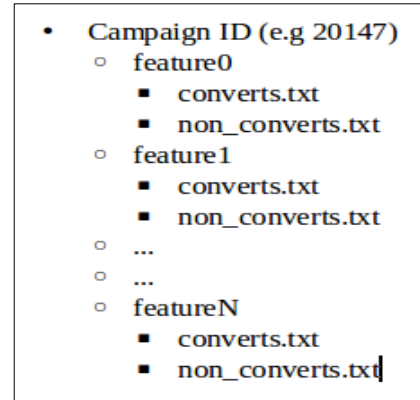 • Campaign ID (e.g 20147)
○ feature0
▪ converts.txt
▪ non_converts.txt
○ feature1
▪ converts.txt
▪ non_converts.txt
○ ...
○ ...
○ featureN
▪ converts.txt
▪ non_converts.txt